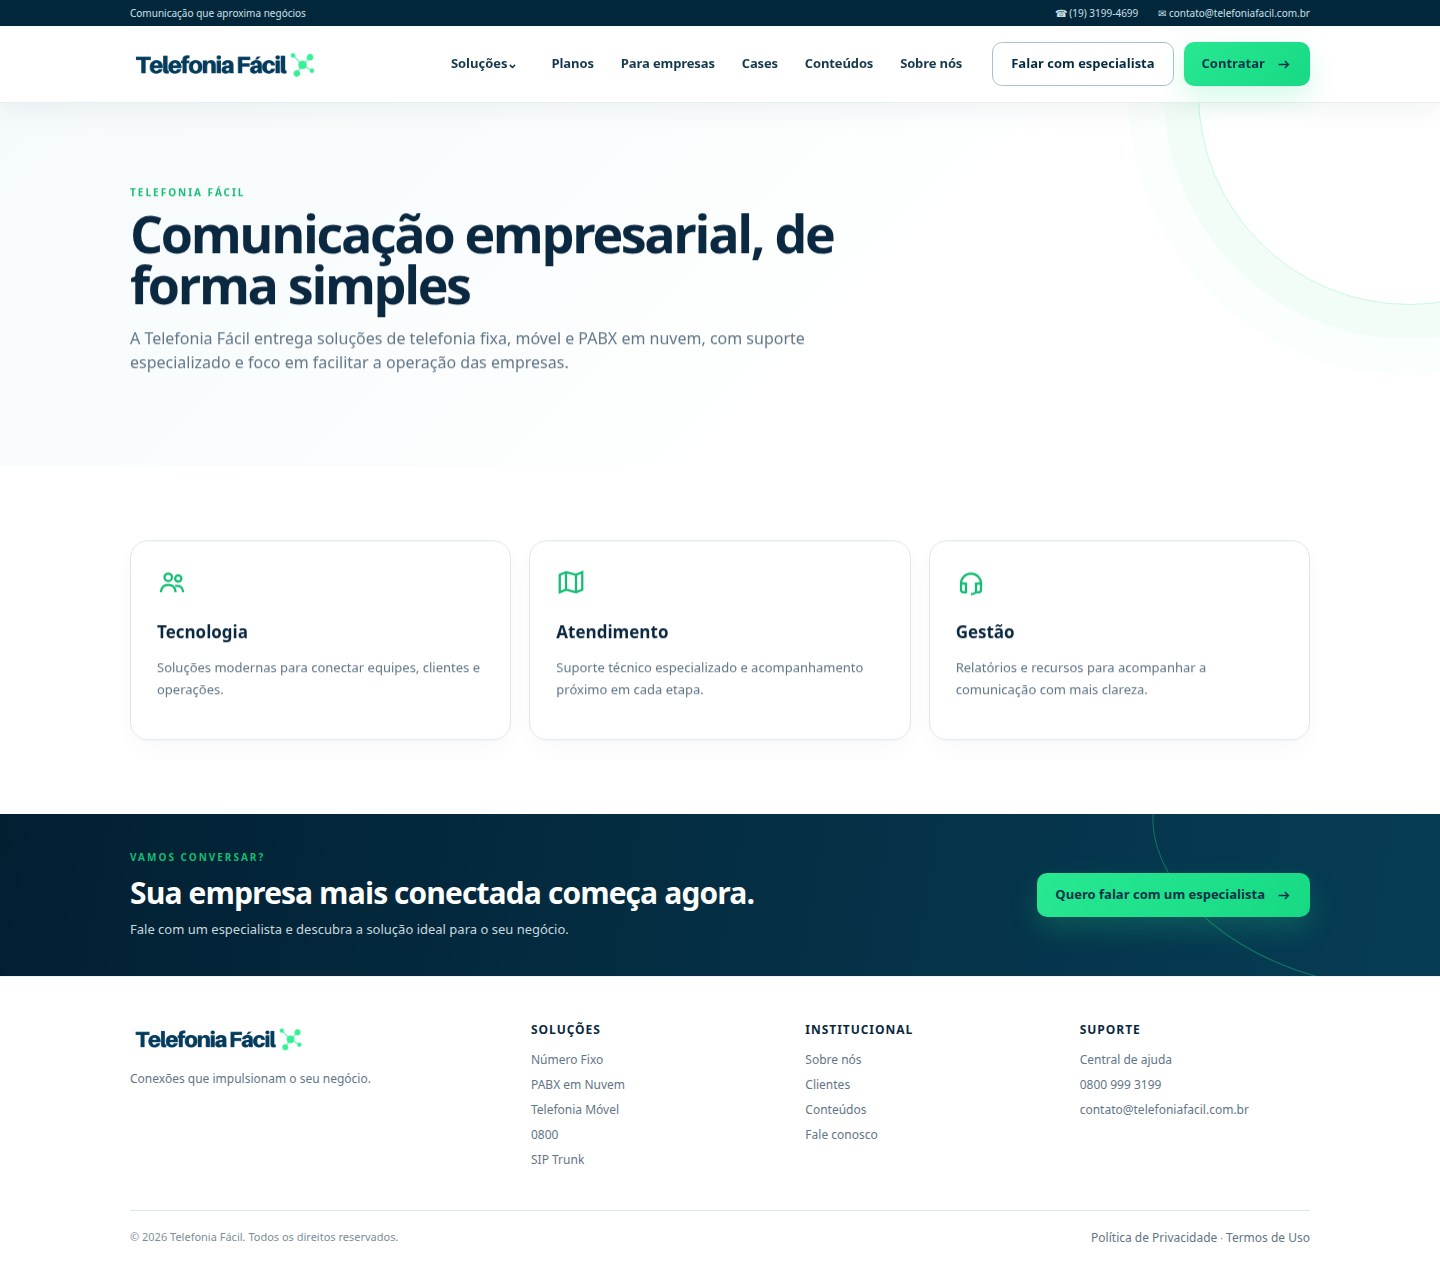 Comunicação que aproxima negócios
☎ (19) 3199-4699
✉ contato@telefoniafacil.com.br
Telefonia Fácil
Soluções
Planos
Para empresas
Cases
Conteúdos
Sobre nós
Falar com especialista
Contratar →
TELEFONIA FÁCIL
Comunicação empresarial, de
forma simples
A Telefonia Fácil entrega soluções de telefonia fixa, móvel e PABX em nuvem, com suporte
especializado e foco em facilitar a operação das empresas.
Tecnologia
Soluções modernas para conectar equipes, clientes e
operações.
Atendimento
Suporte técnico especializado e acompanhamento
próximo em cada etapa.
Gestão
Relatórios e recursos para acompanhar a
comunicação com mais clareza.
VAMOS CONVERSAR?
Sua empresa mais conectada começa agora.
Fale com um especialista e descubra a solução ideal para o seu negócio.
Quero falar com um especialista →
Telefonia Fácil
Conexões que impulsionam o seu negócio.
SOLUÇÕES
Número Fixo
PABX em Nuvem
Telefonia Móvel
0800
SIP Trunk
INSTITUCIONAL
Sobre nós
Clientes
Conteúdos
Fale conosco
SUPORTE
Central de ajuda
0800 999 3199
contato@telefoniafacil.com.br
© 2026 Telefonia Fácil. Todos os direitos reservados.
Política de Privacidade · Termos de Uso